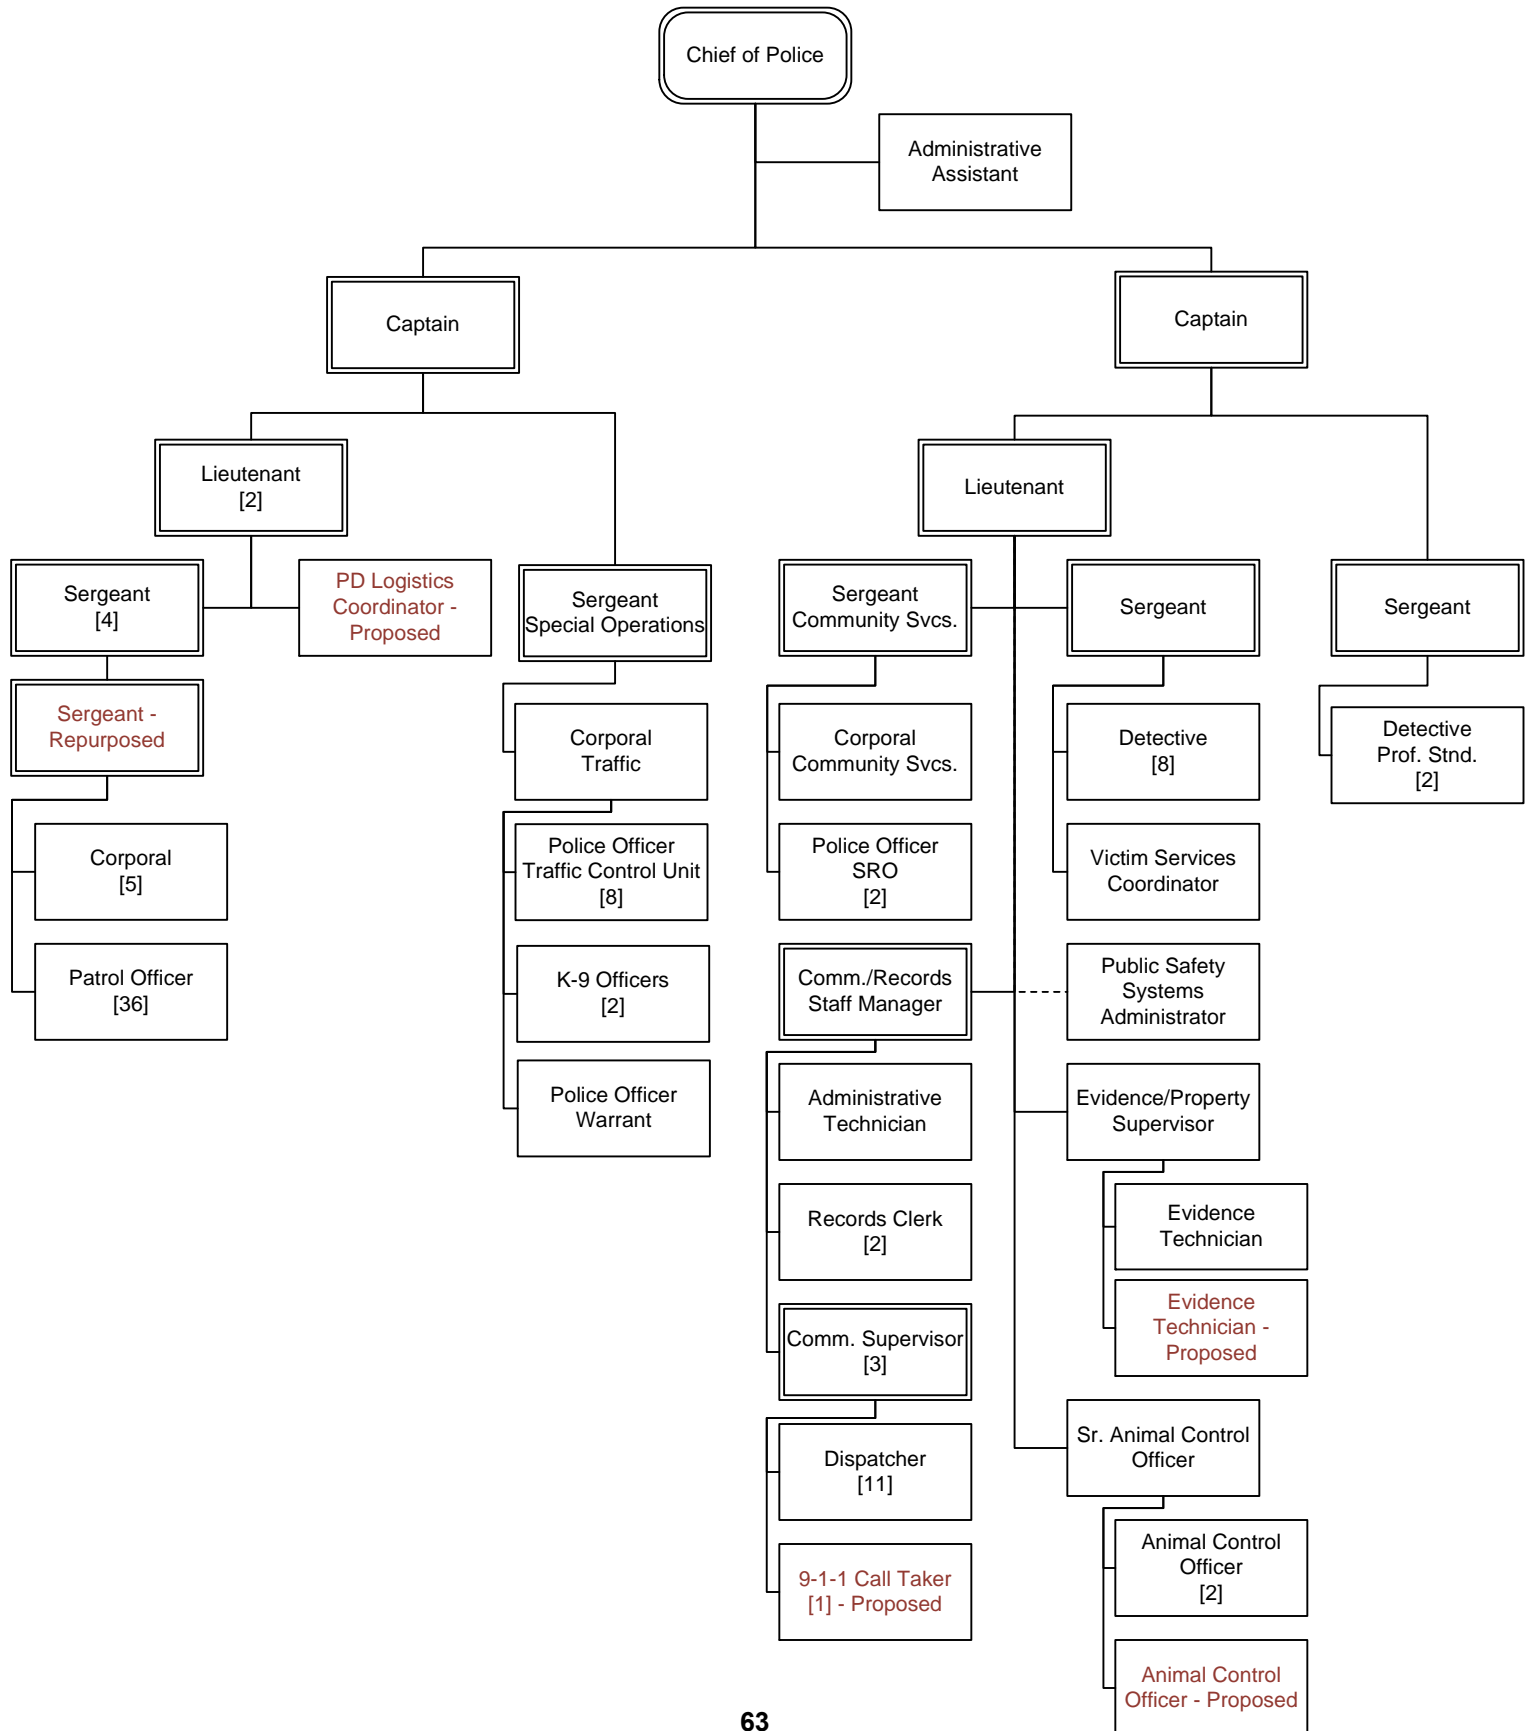 Chief of Police
Administrative
Assistant
Captain
Captain
Lieutenant
[2]
Lieutenant
Sergeant
[4]
PD Logistics
Coordinator -
Proposed
Sergeant
Special Operations
Sergeant
Community Svcs.
Sergeant
Sergeant
Sergeant -
Repurposed
Corporal
Traffic
Corporal
Community Svcs.
Detective
[8]
Detective
Prof. Stnd.
[2]
Corporal
[5]
Police Officer
Traffic Control Unit
[8]
Police Officer
SRO
[2]
Victim Services
Coordinator
Patrol Officer
[36]
K-9 Officers
[2]
Comm./Records
Staff Manager
Public Safety
Systems
Administrator
Police Officer
Warrant
Administrative
Technician
Evidence/Property
Supervisor
Records Clerk
[2]
Evidence
Technician
Evidence
Technician -
Proposed
Comm. Supervisor
[3]
Sr. Animal Control
Officer
Dispatcher
[11]
Animal Control
Officer
[2]
9-1-1 Call Taker
[1] - Proposed
Animal Control
Officer - Proposed
63